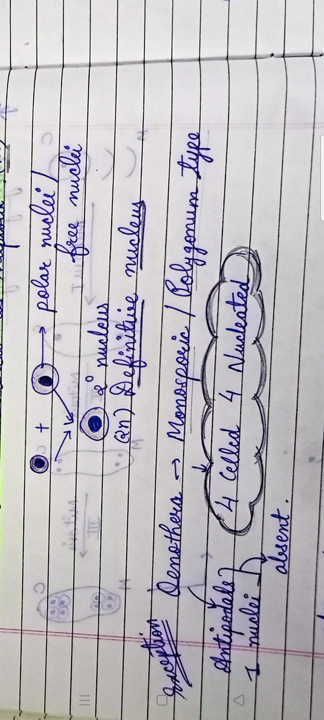 + → polar nuclei /
free nuclei
2° nucleus
(2n) Definitive nucleus
Exception Oenothera → Monosporic / Polygonum type
4 Celled 4 Nucleated
Antipodals
1 nuclei absent.